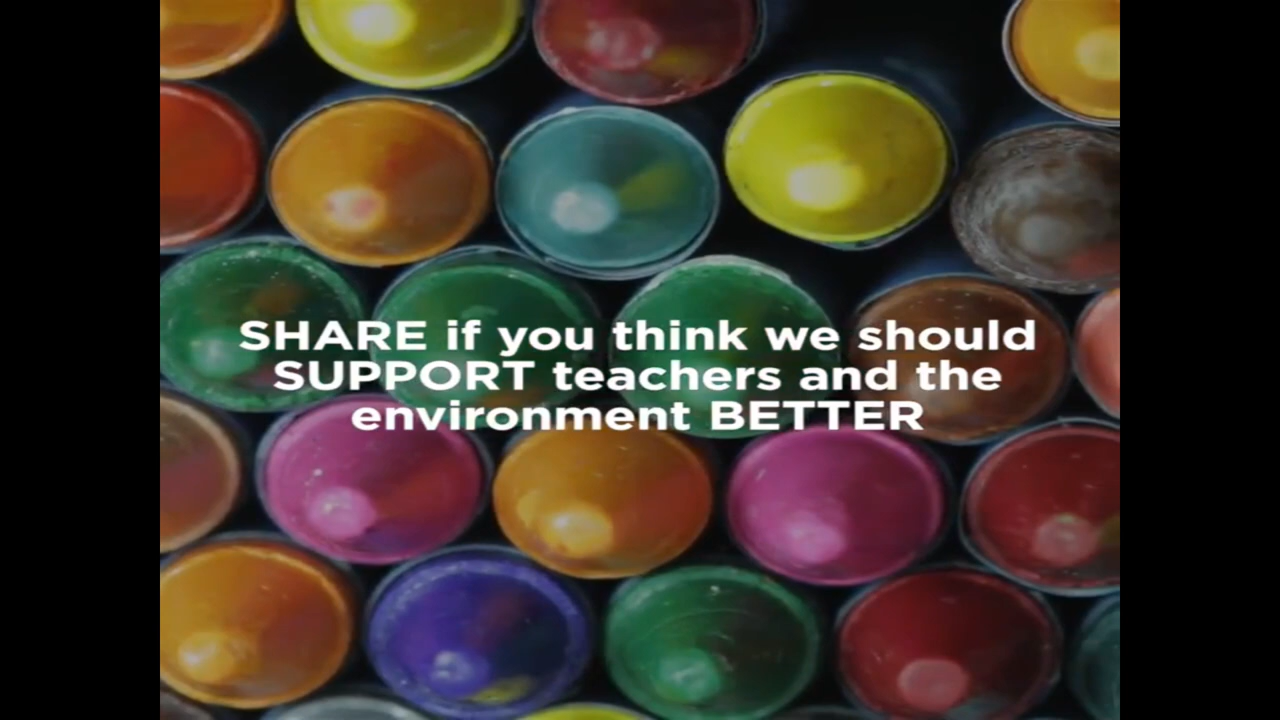 SHARE if you think we should
SUPPORT teachers and the
environment BETTER